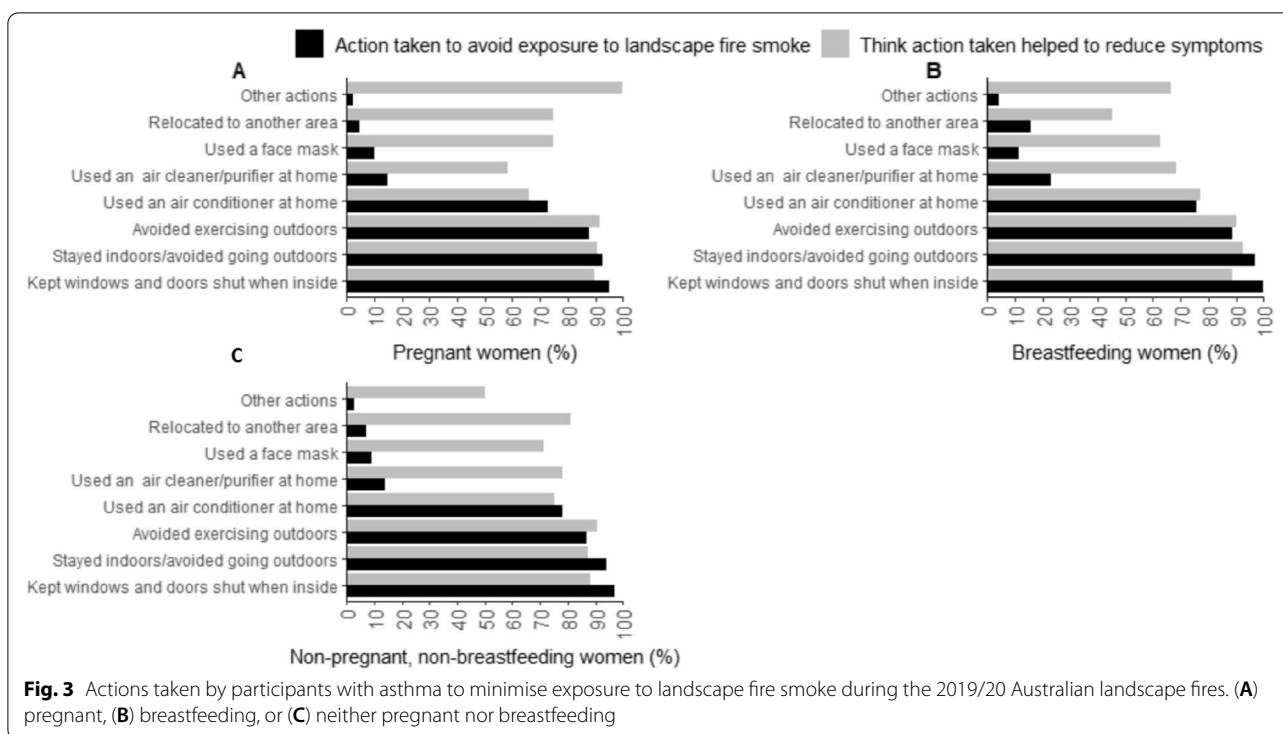 Action taken to avoid exposure to landscape fire smoke Think action taken helped to reduce symptoms
A
Other actions
Relocated to another area
Used a face mask
Used an air cleaner/purifier at home
Used an air conditioner at home
Avoided exercising outdoors
Stayed indoors/avoided going outdoors
Kept windows and doors shut when inside
0 10 20 30 40 50 60 70 80 90 100
Pregnant women (%)
B
Other actions
Relocated to another area
Used a face mask
Used an air cleaner/purifier at home
Used an air conditioner at home
Avoided exercising outdoors
Stayed indoors/avoided going outdoors
Kept windows and doors shut when inside
0 10 20 30 40 50 60 70 80 90 100
Breastfeeding women (%)
C
Other actions
Relocated to another area
Used a face mask
Used an air cleaner/purifier at home
Used an air conditioner at home
Avoided exercising outdoors
Stayed indoors/avoided going outdoors
Kept windows and doors shut when inside
0 10 20 30 40 50 60 70 80 90 100
Non-pregnant, non-breastfeeding women (%)
Fig. 3 Actions taken by participants with asthma to minimise exposure to landscape fire smoke during the 2019/20 Australian landscape fires. (A)
pregnant, (B) breastfeeding, or (C) neither pregnant nor breastfeeding